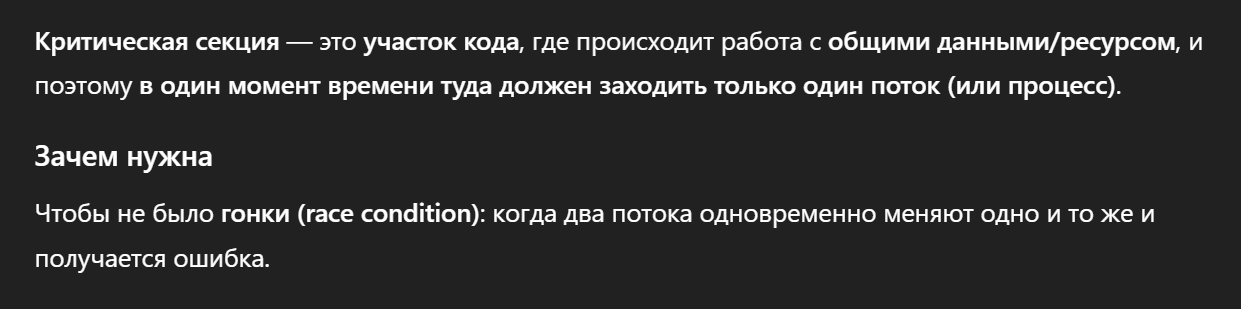 Критическая секция — это участок кода, где происходит работа с общими данными/ресурсом, и
поэтому в один момент времени туда должен заходить только один поток (или процесс).
Зачем нужна
Чтобы не было гонки (race condition): когда два потока одновременно меняют одно и то же и
получается ошибка.